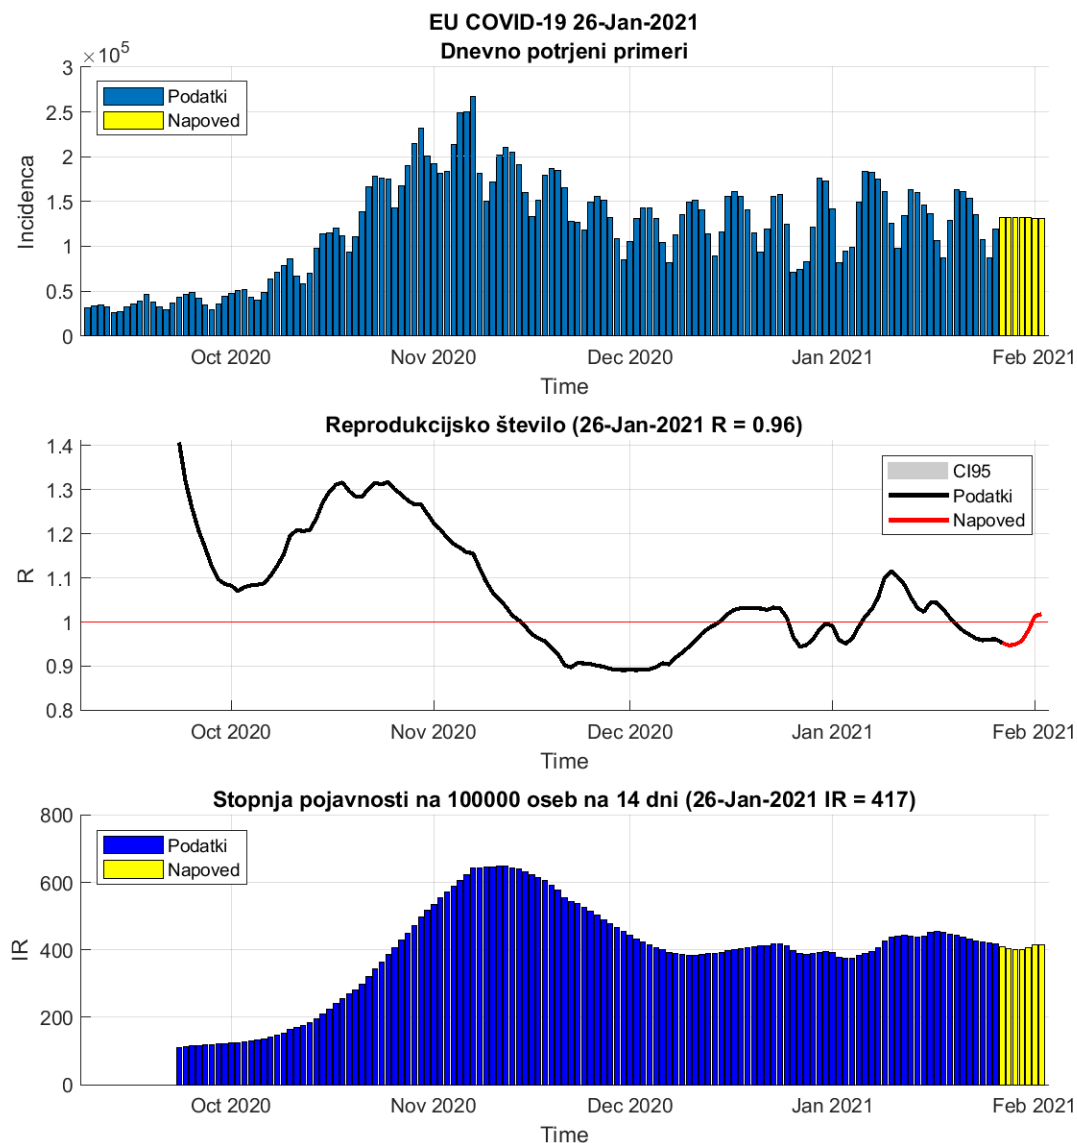 EU COVID-19 26-Jan-2021
Dnevno potrjeni primeri
×10⁵
3
2.5
2
1.5
1
0.5
0
Incidenca
Podatki
Napoved
Oct 2020 Nov 2020 Dec 2020 Jan 2021 Feb 2021
Time
Reprodukcijsko število (26-Jan-2021 R = 0.96)
1.4
1.3
1.2
1.1
1
0.9
0.8
R
CI95
Podatki
Napoved
Oct 2020 Nov 2020 Dec 2020 Jan 2021 Feb 2021
Time
Stopnja pojavnosti na 100000 oseb na 14 dni (26-Jan-2021 IR = 417)
800
600
400
200
0
IR
Podatki
Napoved
Oct 2020 Nov 2020 Dec 2020 Jan 2021 Feb 2021
Time